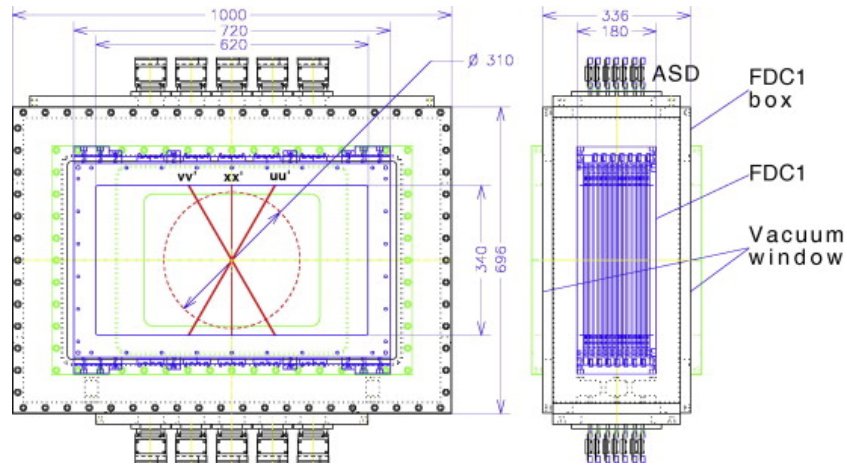 1000
720
620
Ø 310
vv' xx' uu'
340
696
336
180
ASD
FDC1
box
FDC1
Vacuum
window